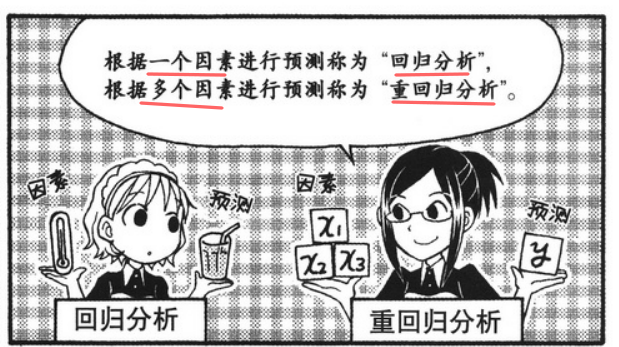 根据一个因素进行预测称为“回归分析”,
根据多个因素进行预测称为“重回归分析”。
因素
预测
回归分析
因素
预测
x₁
x₂ x₃
y
重回归分析